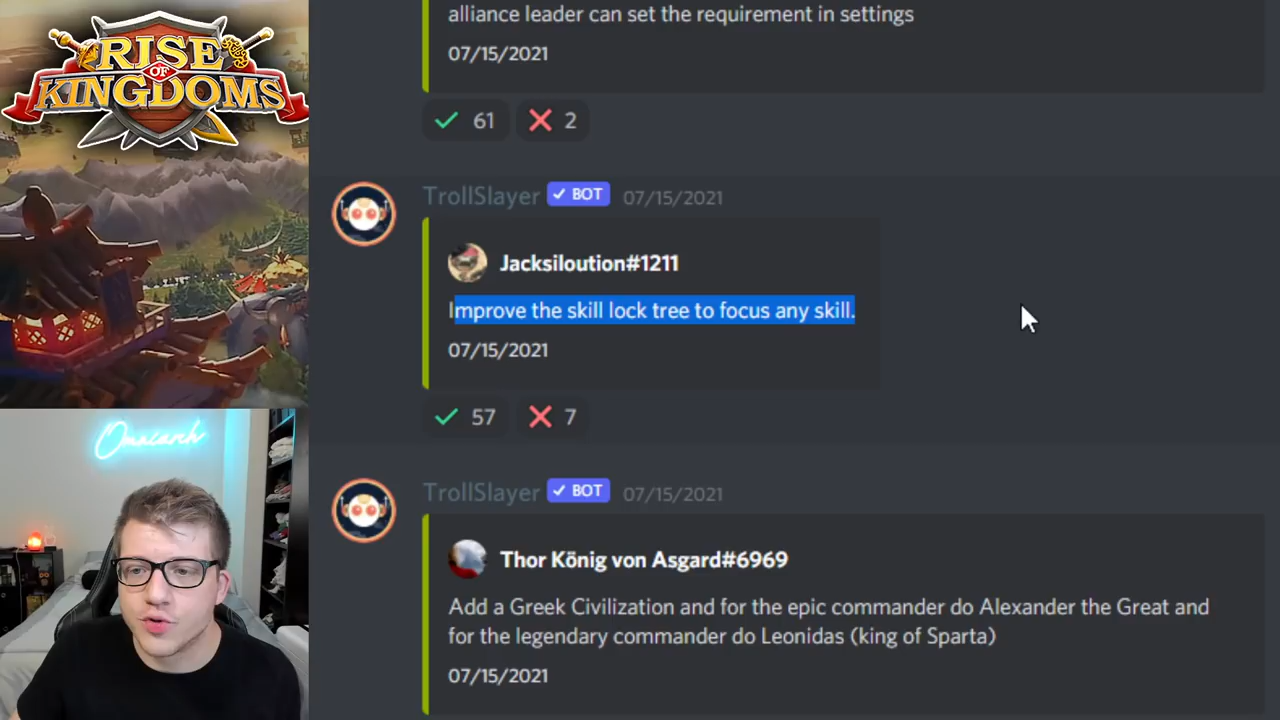 RISE
OF
KINGDOMS
alliance leader can set the requirement in settings
07/15/2021
61
2
TrollSlayer BOT 07/15/2021
Jacksiloution#1211
Improve the skill lock tree to focus any skill.
07/15/2021
57
7
TrollSlayer BOT 07/15/2021
Thor König von Asgard#6969
Add a Greek Civilization and for the epic commander do Alexander the Great and
for the legendary commander do Leonidas (king of Sparta)
07/15/2021
Omniarch